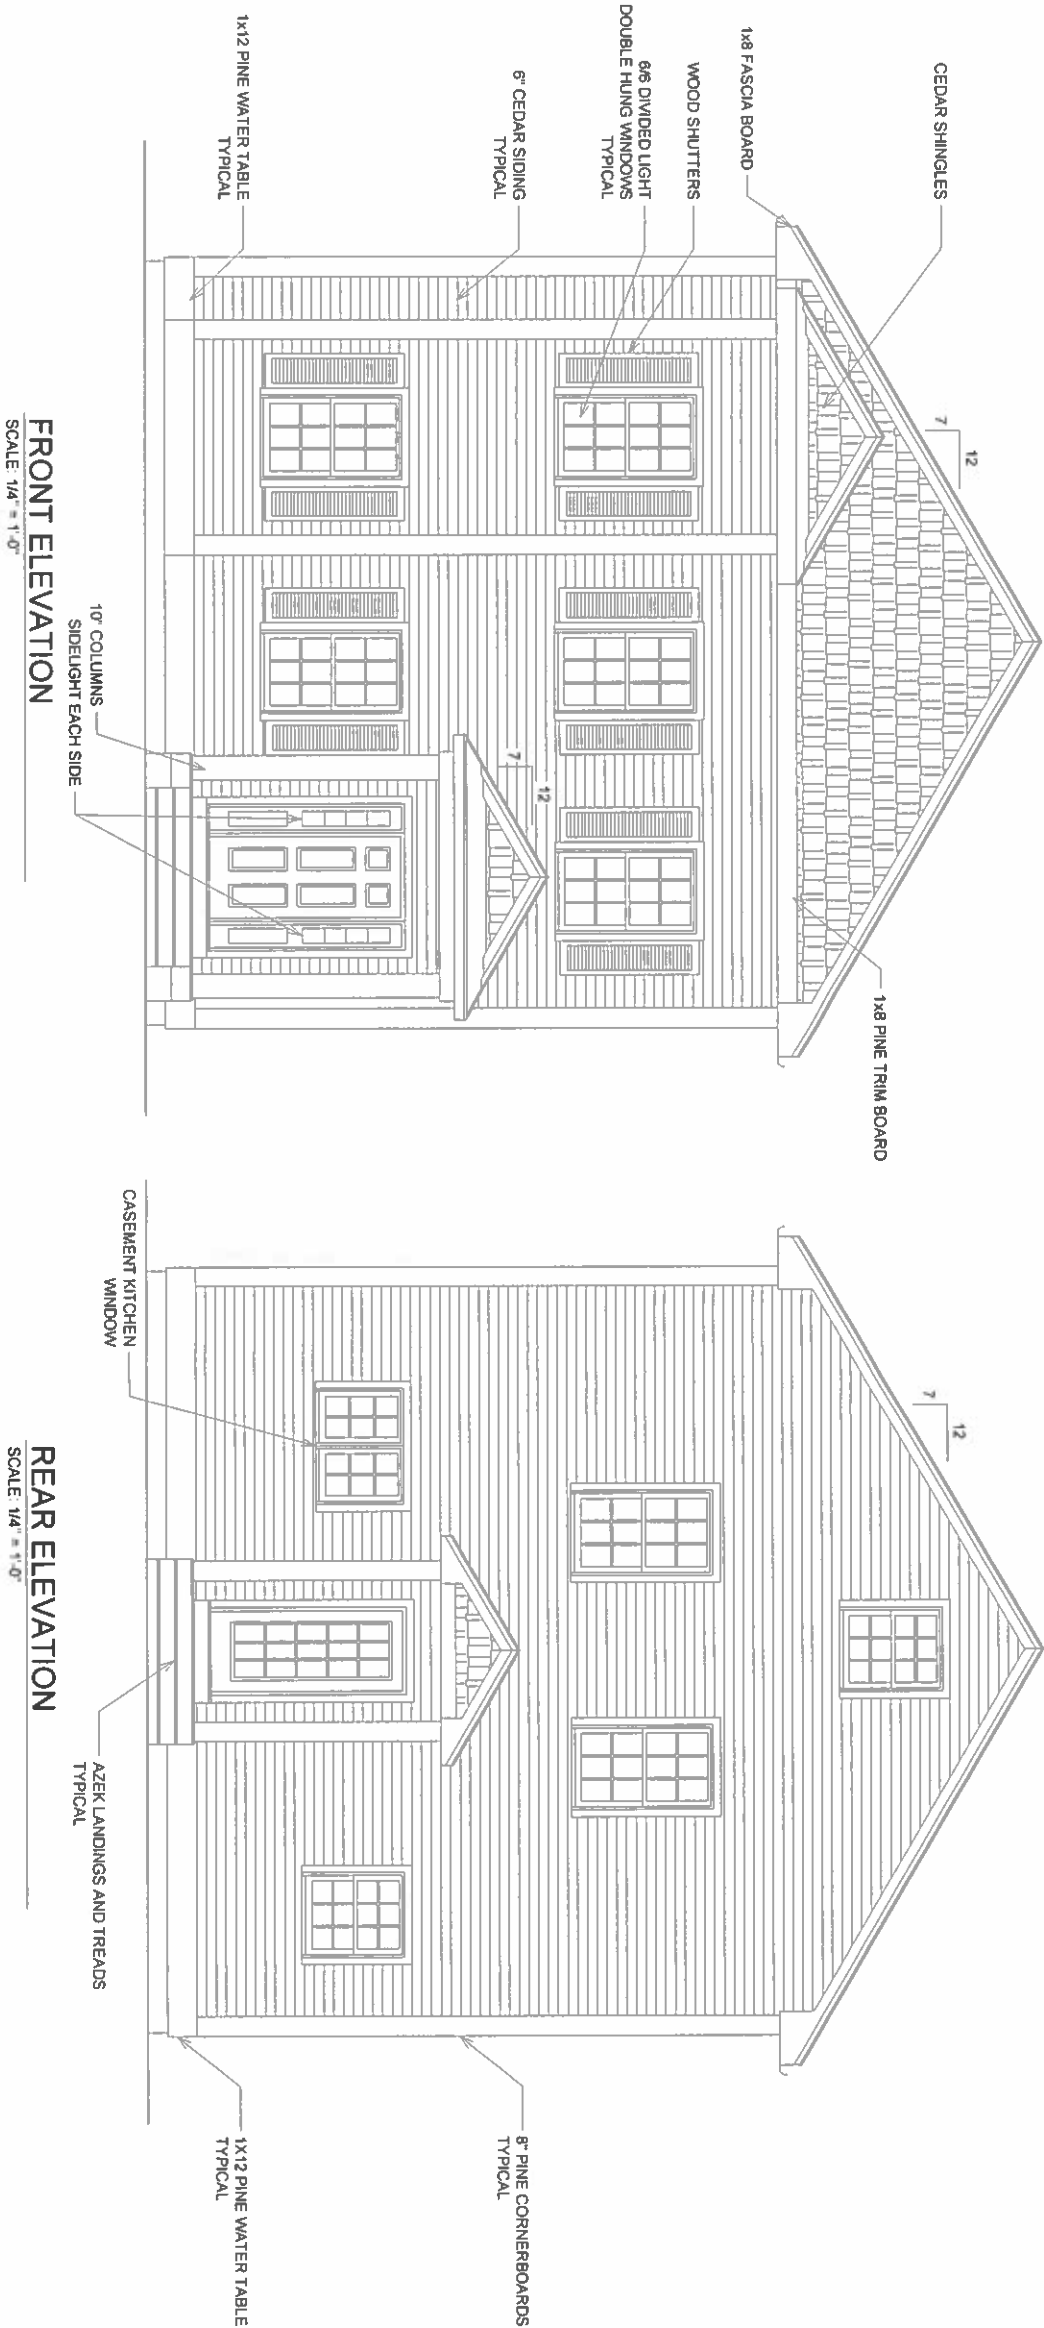 CEDAR SHINGLES
1x8 FASCIA BOARD
WOOD SHUTTERS
6/6 DIVIDED LIGHT
DOUBLE HUNG WINDOWS
TYPICAL
6" CEDAR SIDING
TYPICAL
1x12 PINE WATER TABLE
TYPICAL
12
7
1x8 PINE TRIM BOARD
12
7
10" COLUMNS
SIDELIGHT EACH SIDE
FRONT ELEVATION
SCALE: 1/4" = 1'-0"
12
7
CASEMENT KITCHEN
WINDOW
8" PINE CORNERBOARDS
TYPICAL
1X12 PINE WATER TABLE
TYPICAL
AZEK LANDINGS AND TREADS
TYPICAL
REAR ELEVATION
SCALE: 1/4" = 1'-0"